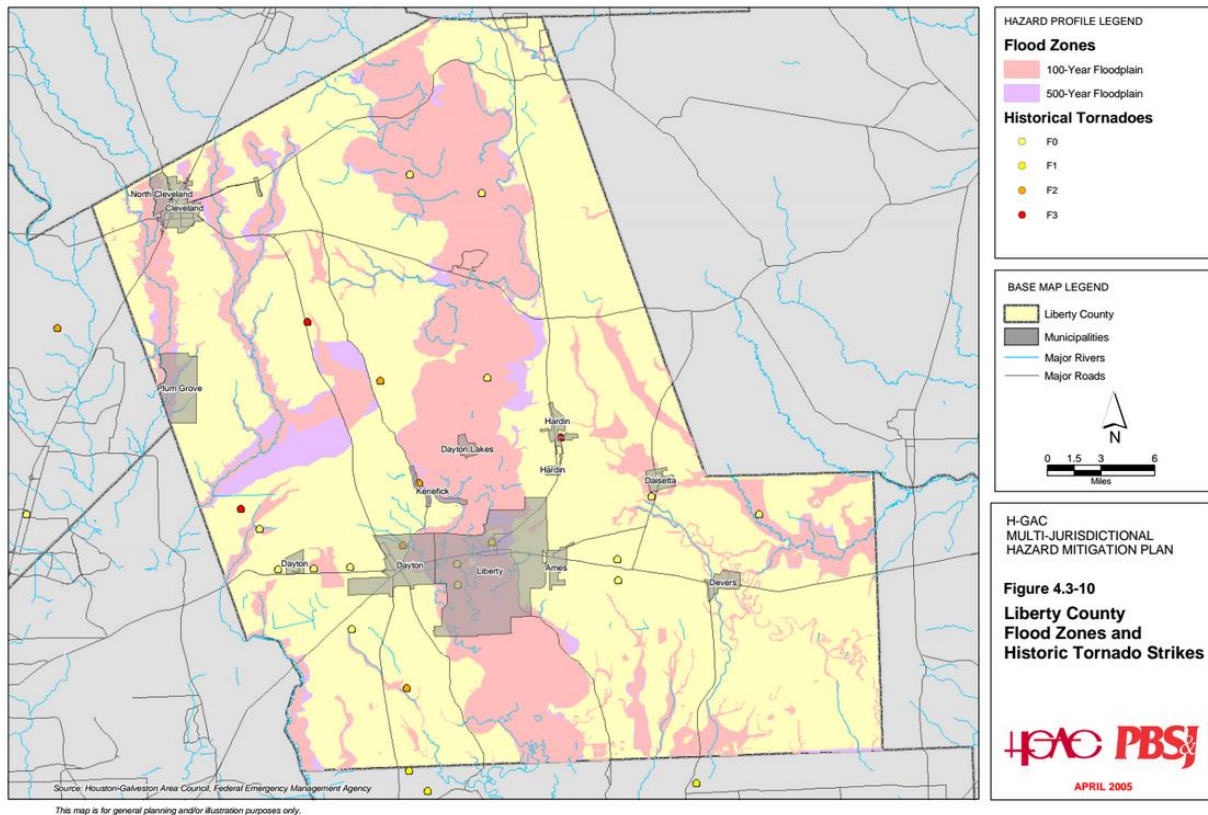 North Cleveland
Cleveland
Plum Grove
Hardin
Dayton Lakes
Hardin
Daisetta
Kenefick
Dayton
Dayton
Liberty
Ames
Devers
Source: Houston-Galveston Area Council, Federal Emergency Management Agency
This map is for general planning and/or illustration purposes only.
HAZARD PROFILE LEGEND
Flood Zones
100-Year Floodplain
500-Year Floodplain
Historical Tornadoes
F0
F1
F2
F3
BASE MAP LEGEND
Liberty County
Municipalities
Major Rivers
Major Roads
N
0 1.5 3 6
Miles
H-GAC
MULTI-JURISDICTIONAL
HAZARD MITIGATION PLAN
Figure 4.3-10
Liberty County
Flood Zones and
Historic Tornado Strikes
HGAC PBS&J
APRIL 2005